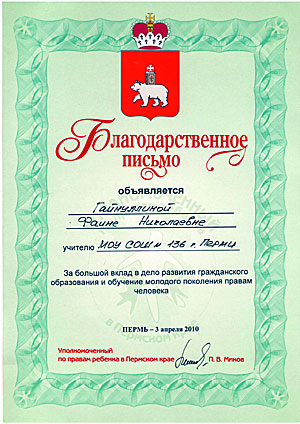 Благодарственное
письмо
объявляется
Гайнуллиной
Фаине Николаевне
учителю МОУ СОШ № 136 г. Перми
За большой вклад в дело развития гражданского
образования и обучение молодого поколения правам
человека
ПЕРМЬ – 3 апреля 2010
Уполномоченный
по правам ребенка в Пермском крае П. В. Миков